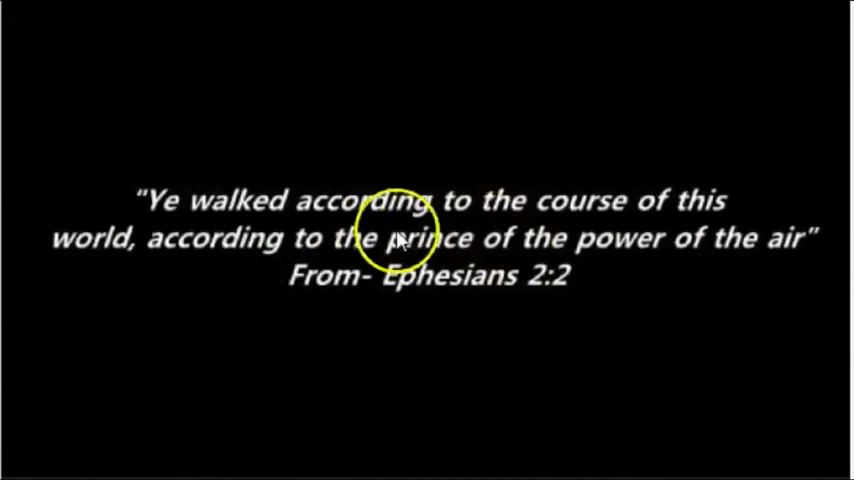 "Ye walked according to the course of this
world, according to the prince of the power of the air"
From- Ephesians 2:2